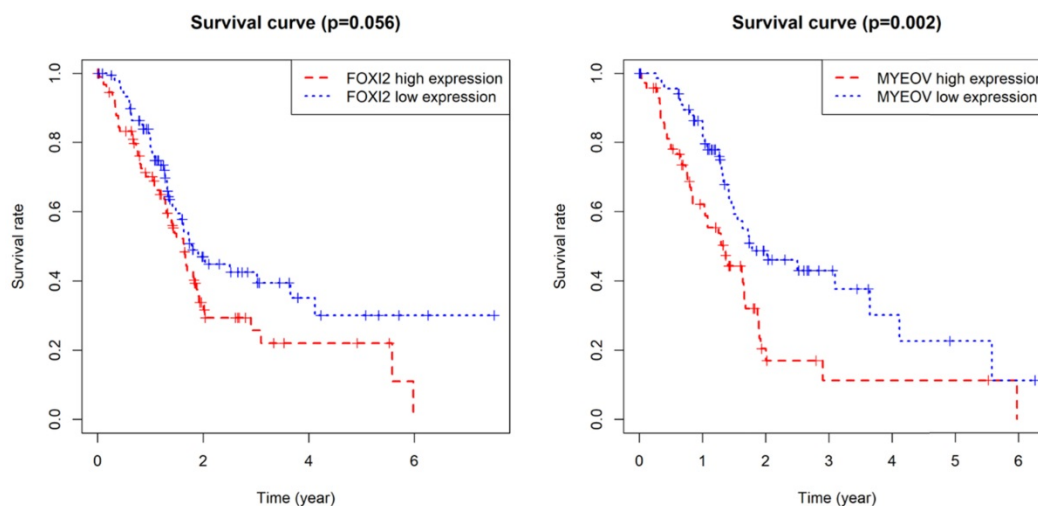 Survival curve (p=0.056)
FOXI2 high expression
FOXI2 low expression
Survival rate
1.0
0.8
0.6
0.4
0.2
0.0
0 2 4 6
Time (year)
Survival curve (p=0.002)
MYEOV high expression
MYEOV low expression
Survival rate
1.0
0.8
0.6
0.4
0.2
0.0
0 1 2 3 4 5 6
Time (year)